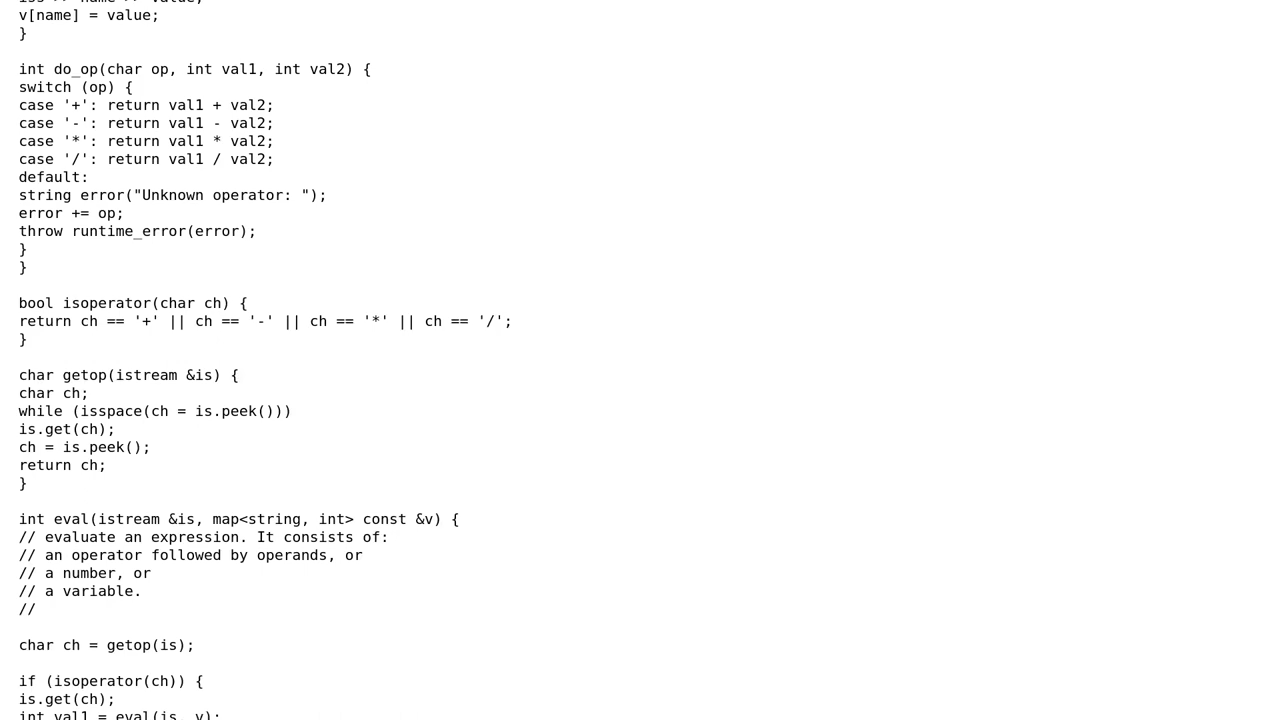 v[name] = value;
}
int do_op(char op, int val1, int val2) {
switch (op) {
case '+': return val1 + val2;
case '-': return val1 - val2;
case '*': return val1 * val2;
case '/': return val1 / val2;
default:
string error("Unknown operator: ");
error += op;
throw runtime_error(error);
}
}
bool isoperator(char ch) {
return ch == '+' || ch == '-' || ch == '*' || ch == '/';
}
char getop(istream &is) {
char ch;
while (isspace(ch = is.peek()))
is.get(ch);
ch = is.peek();
return ch;
}
int eval(istream &is, map<string, int> const &v) {
// evaluate an expression. It consists of:
// an operator followed by operands, or
// a number, or
// a variable.
//
char ch = getop(is);
if (isoperator(ch)) {
is.get(ch);
int val1 = eval(is, v);